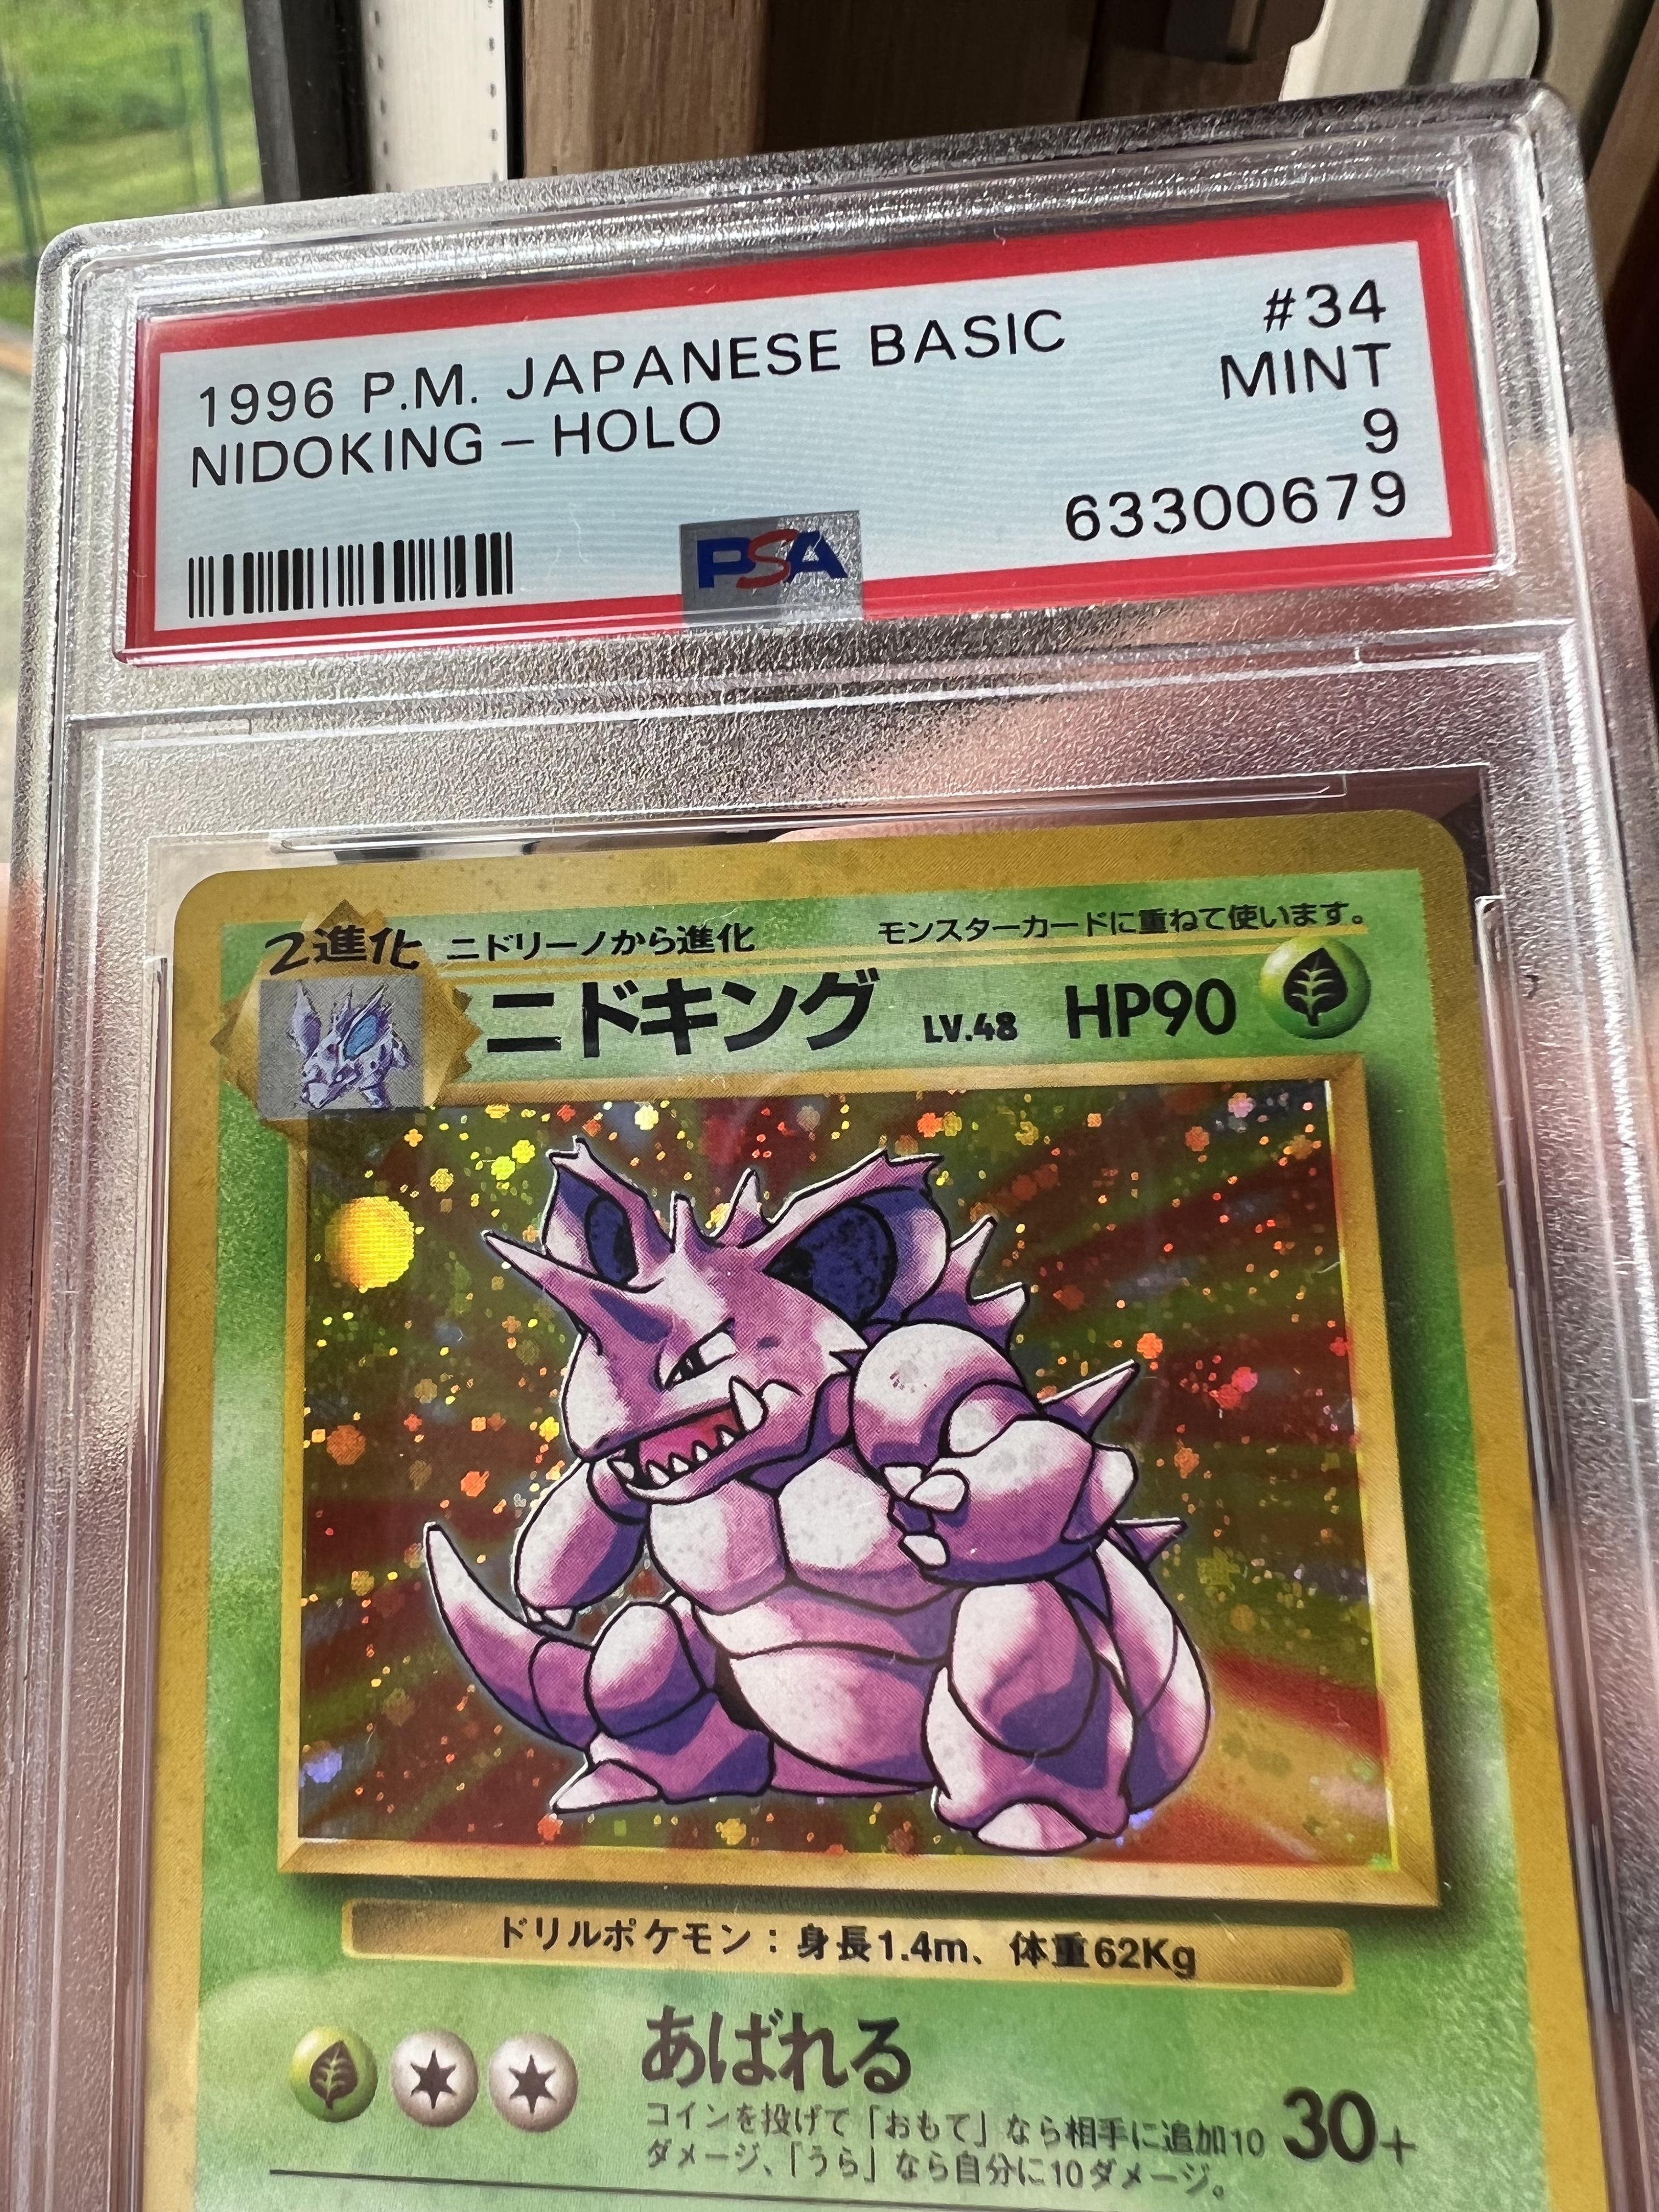 1996 P.M. JAPANESE BASIC #34
NIDOKING – HOLO MINT
9
63300679
PSA
2進化 ニドリーノから進化 モンスターカードに重ねて使います。
ニドキング LV.48 HP90
ドリルポケモン：身長1.4m、体重62Kg
あばれる
コインを投げて「おもて」なら相手に追加10
ダメージ、「うら」なら自分に10ダメージ。
30+